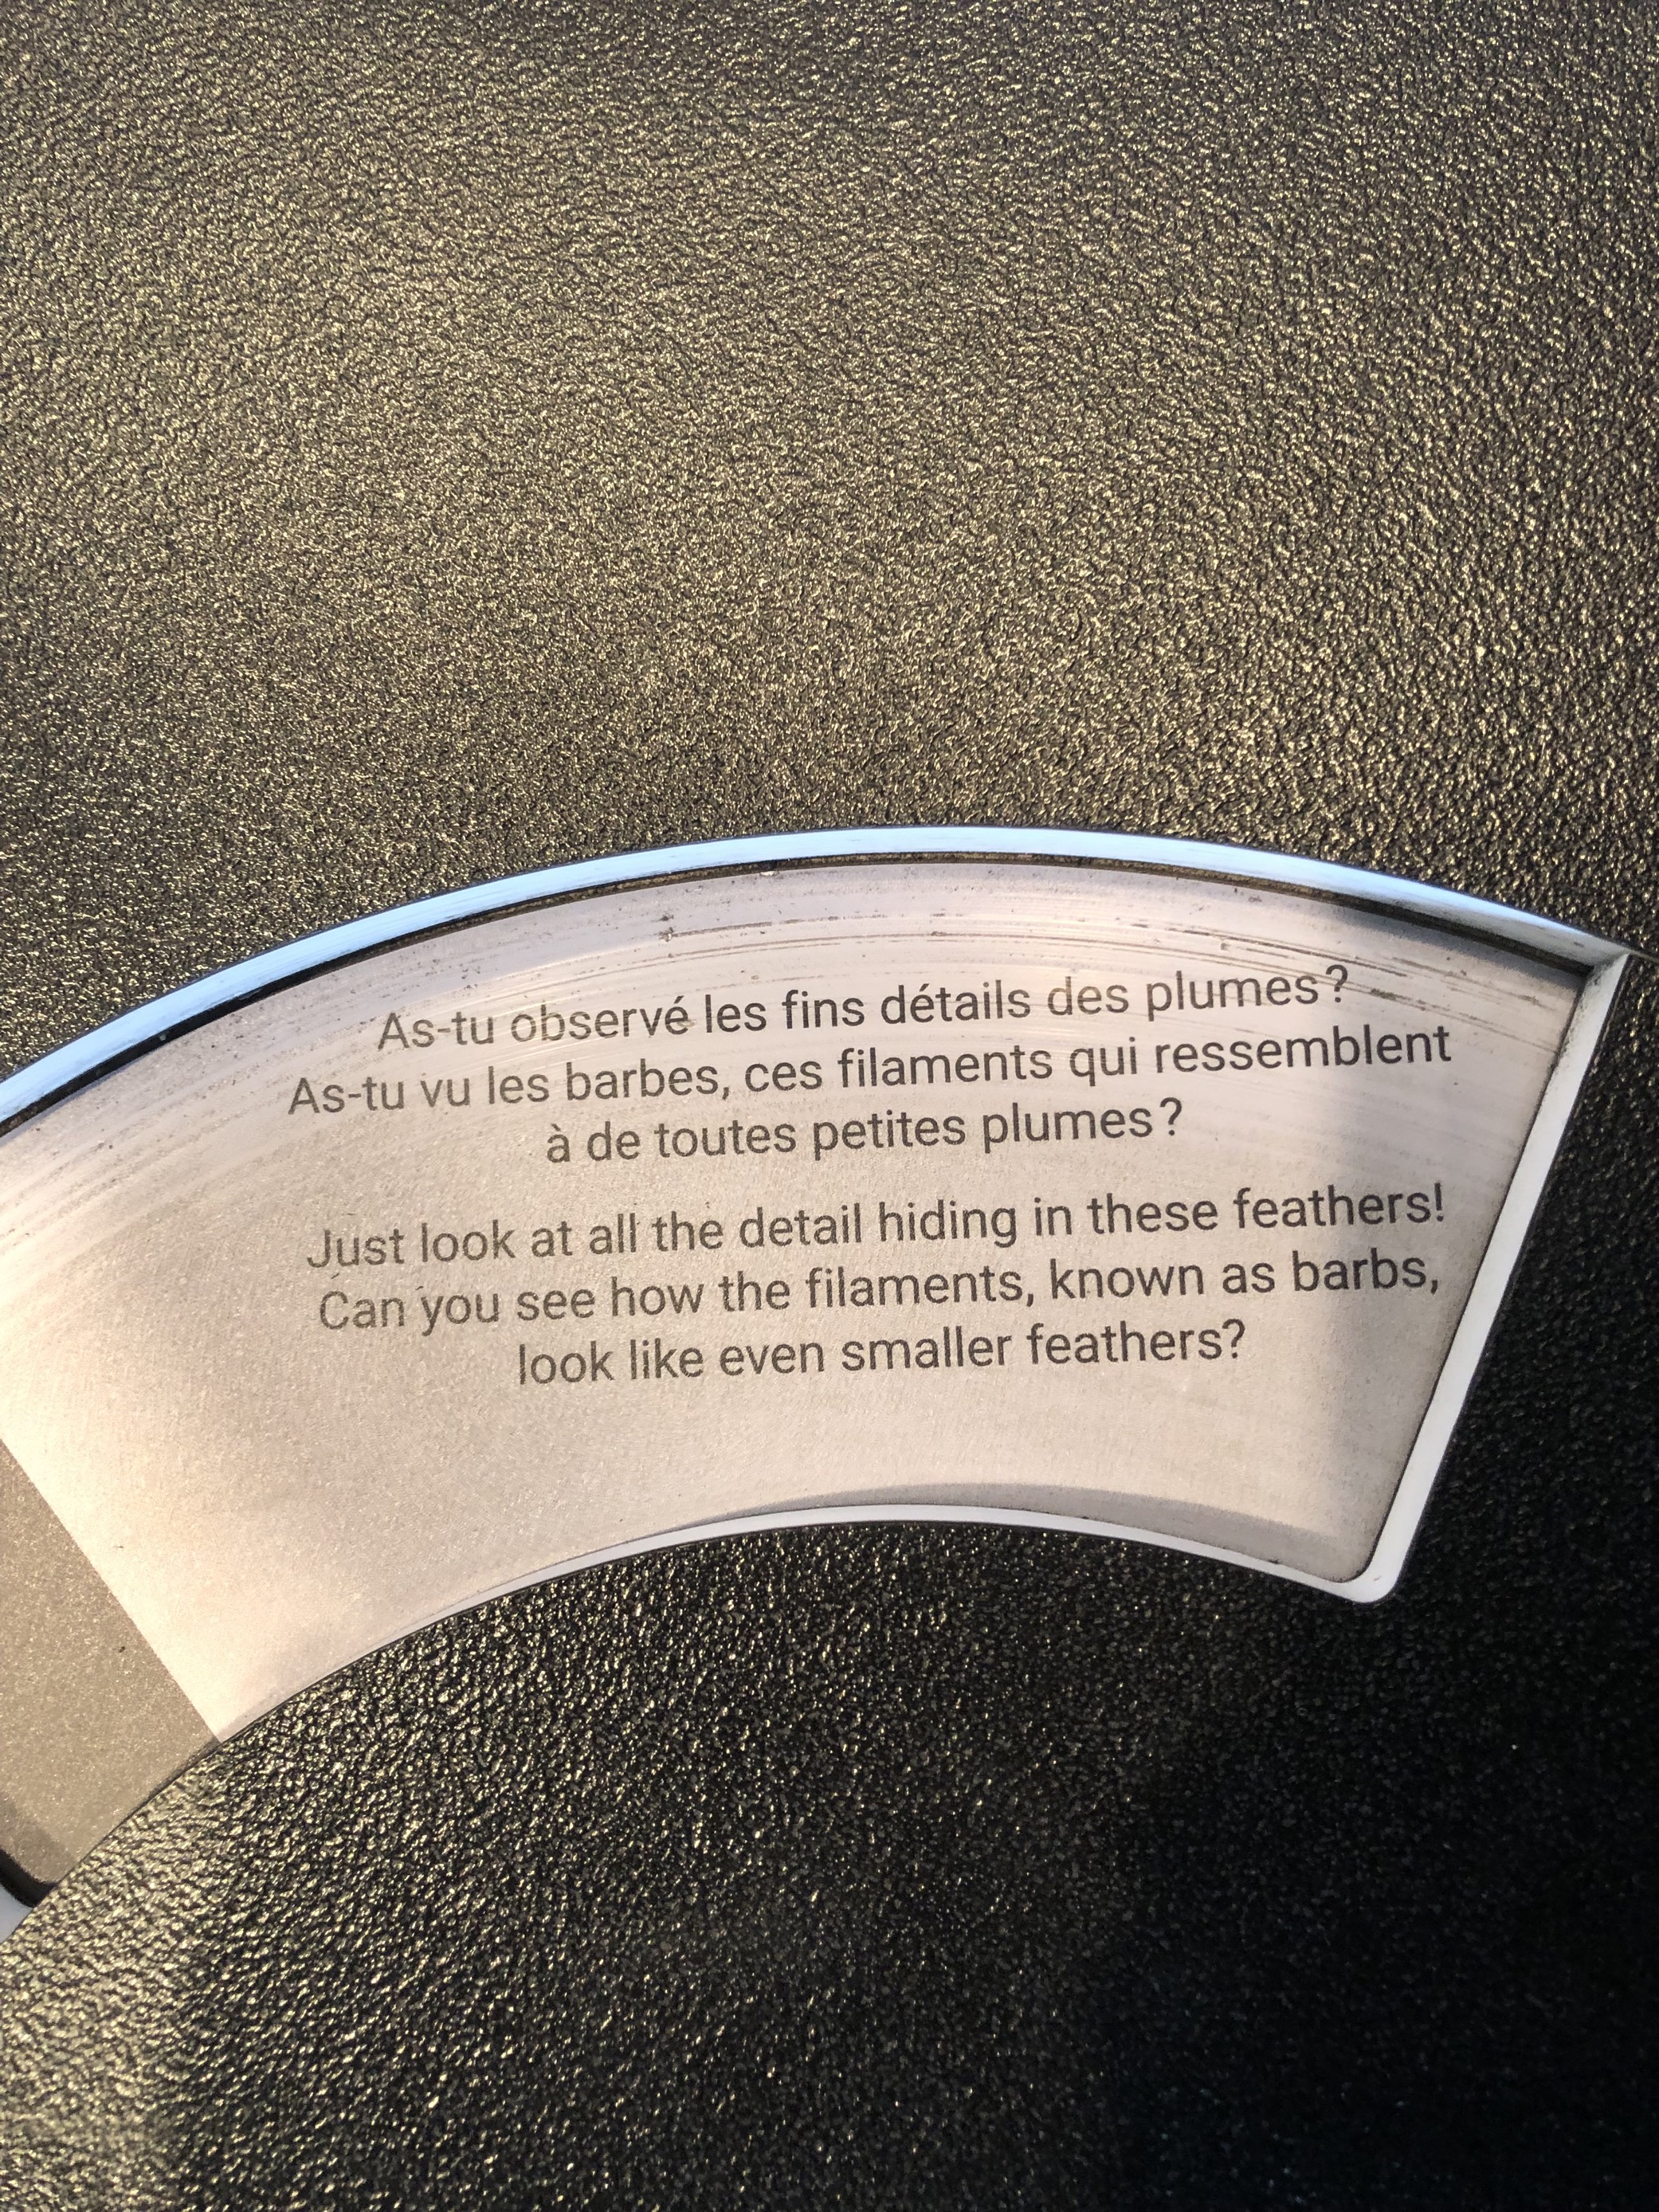 As-tu observé les fins détails des plumes?
As-tu vu les barbes, ces filaments qui ressemblent
à de toutes petites plumes?
Just look at all the detail hiding in these feathers!
Can you see how the filaments, known as barbs,
look like even smaller feathers?